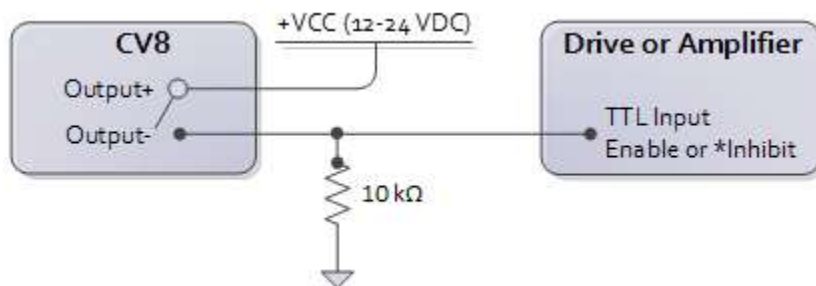 +VCC (12-24 VDC)
CV8
Output+
Output-
Drive or Amplifier
TTL Input
Enable or *Inhibit
10 kΩ